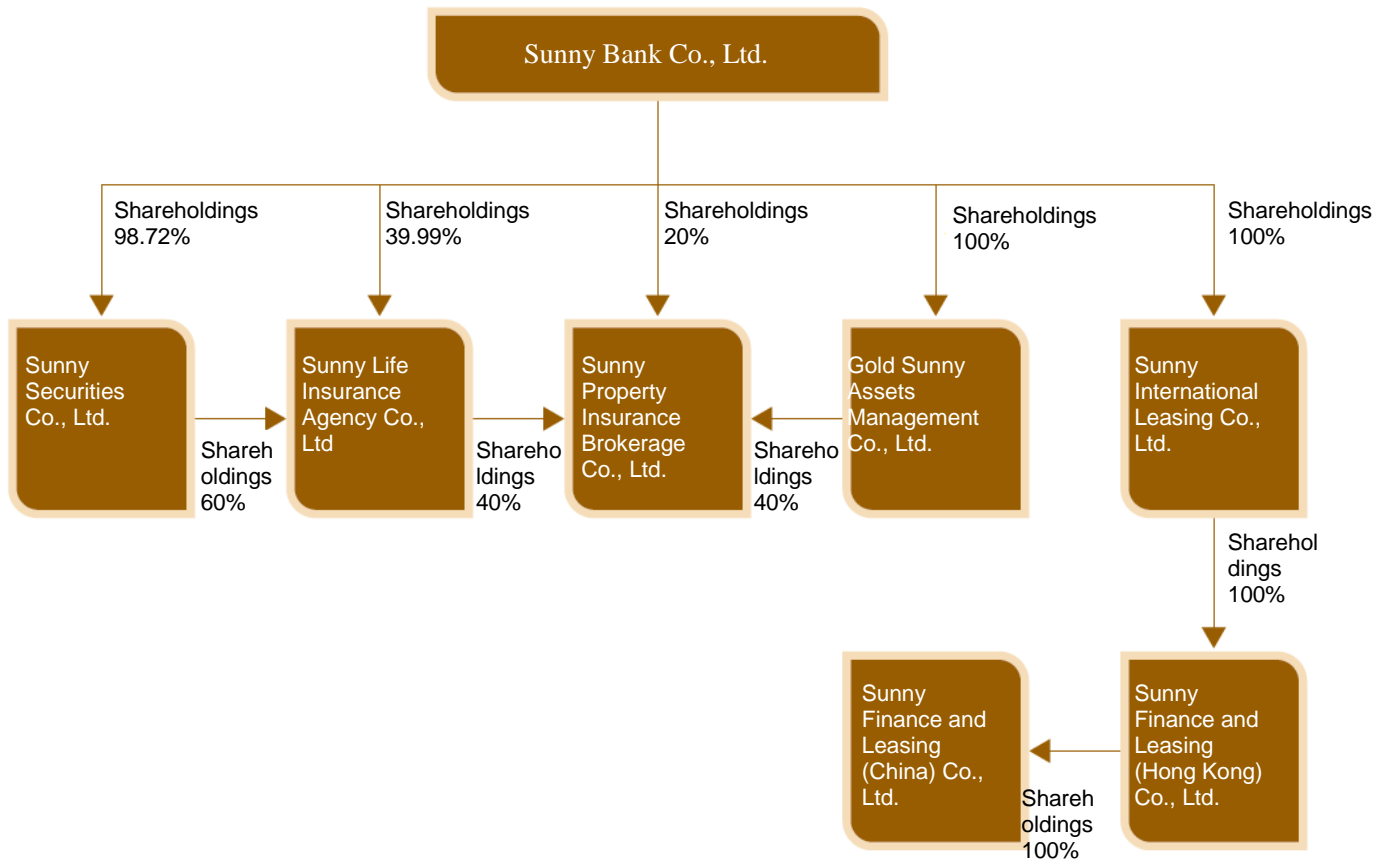 Sunny Bank Co., Ltd.
Shareholdings
98.72%
Shareholdings
39.99%
Shareholdings
20%
Shareholdings
100%
Shareholdings
100%
Sunny
Securities
Co., Ltd.
Sunny Life
Insurance
Agency Co.,
Ltd
Sunny
Property
Insurance
Brokerage
Co., Ltd.
Gold Sunny
Assets
Management
Co., Ltd.
Sunny
International
Leasing Co.,
Ltd.
Shareh
oldings
60%
Shareho
ldings
40%
Shareho
ldings
40%
Sharehol
dings
100%
Sunny
Finance and
Leasing
(China) Co.,
Ltd.
Sunny
Finance and
Leasing
(Hong Kong)
Co., Ltd.
Shareh
oldings
100%